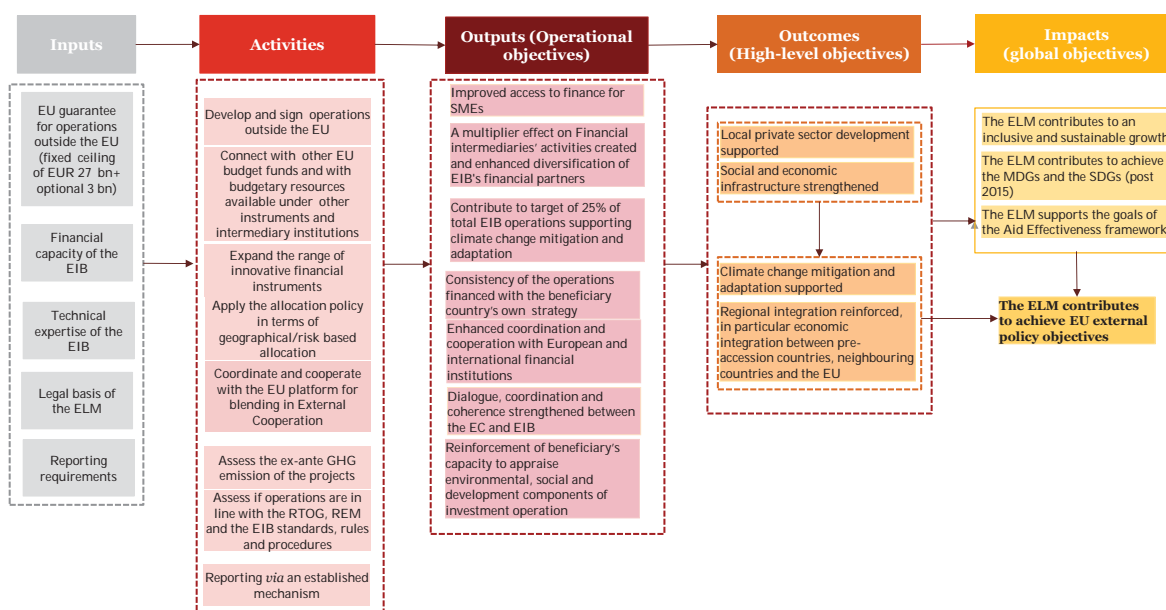 Inputs
Activities
Outputs (Operational
objectives)
Outcomes
(High-level objectives)
Impacts
(global objectives)
EU guarantee
for operations
outside the EU
(fixed ceiling
of EUR 27 bn+
optional 3 bn)
Financial
capacity of the
EIB
Technical
expertise of the
EIB
Legal basis
of the ELM
Reporting
requirements
Develop and sign operations
outside the EU
Connect with other EU
budget funds and with
budgetary resources
available under other
instruments and
intermediary institutions
Expand the range of
innovative financial
instruments
Apply the allocation policy
in terms of
geographical/risk based
allocation
Coordinate and cooperate
with the EU platform for
blending in External
Cooperation
Assess the ex-ante GHG
emission of the projects
Assess if operations are in
line with the RTOG, REM
and the EIB standards, rules
and procedures
Reporting via an established
mechanism
Improved access to finance for
SMEs
A multiplier effect on Financial
intermediaries' activities created
and enhanced diversification of
EIB's financial partners
Contribute to target of 25% of
total EIB operations supporting
climate change mitigation and
adaptation
Consistency of the operations
financed with the beneficiary
country's own strategy
Enhanced coordination and
cooperation with European and
international financial
institutions
Dialogue, coordination and
coherence strengthened between
the EC and EIB
Reinforcement of beneficiary's
capacity to appraise
environmental, social and
development components of
investment operation
Local private sector development
supported
Social and economic
infrastructure strengthened
Climate change mitigation and
adaptation supported
Regional integration reinforced,
in particular economic
integration between pre-
accession countries, neighbouring
countries and the EU
The ELM contributes to an
inclusive and sustainable growth
The ELM contributes to achieve
the MDGs and the SDGs (post
2015)
The ELM supports the goals of
the Aid Effectiveness framework
The ELM contributes
to achieve EU external
policy objectives